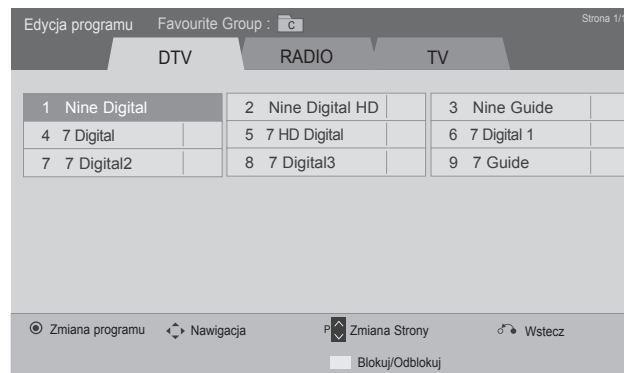 Edycja programu Favourite Group : C Strona 1/1
DTV RADIO TV
1 Nine Digital 2 Nine Digital HD 3 Nine Guide
4 7 Digital 5 7 HD Digital 6 7 Digital 1
7 7 Digital2 8 7 Digital3 9 7 Guide
Zmiana programu Nawigacja P Zmiana Strony Wstecz
Blokuj/Odblokuj